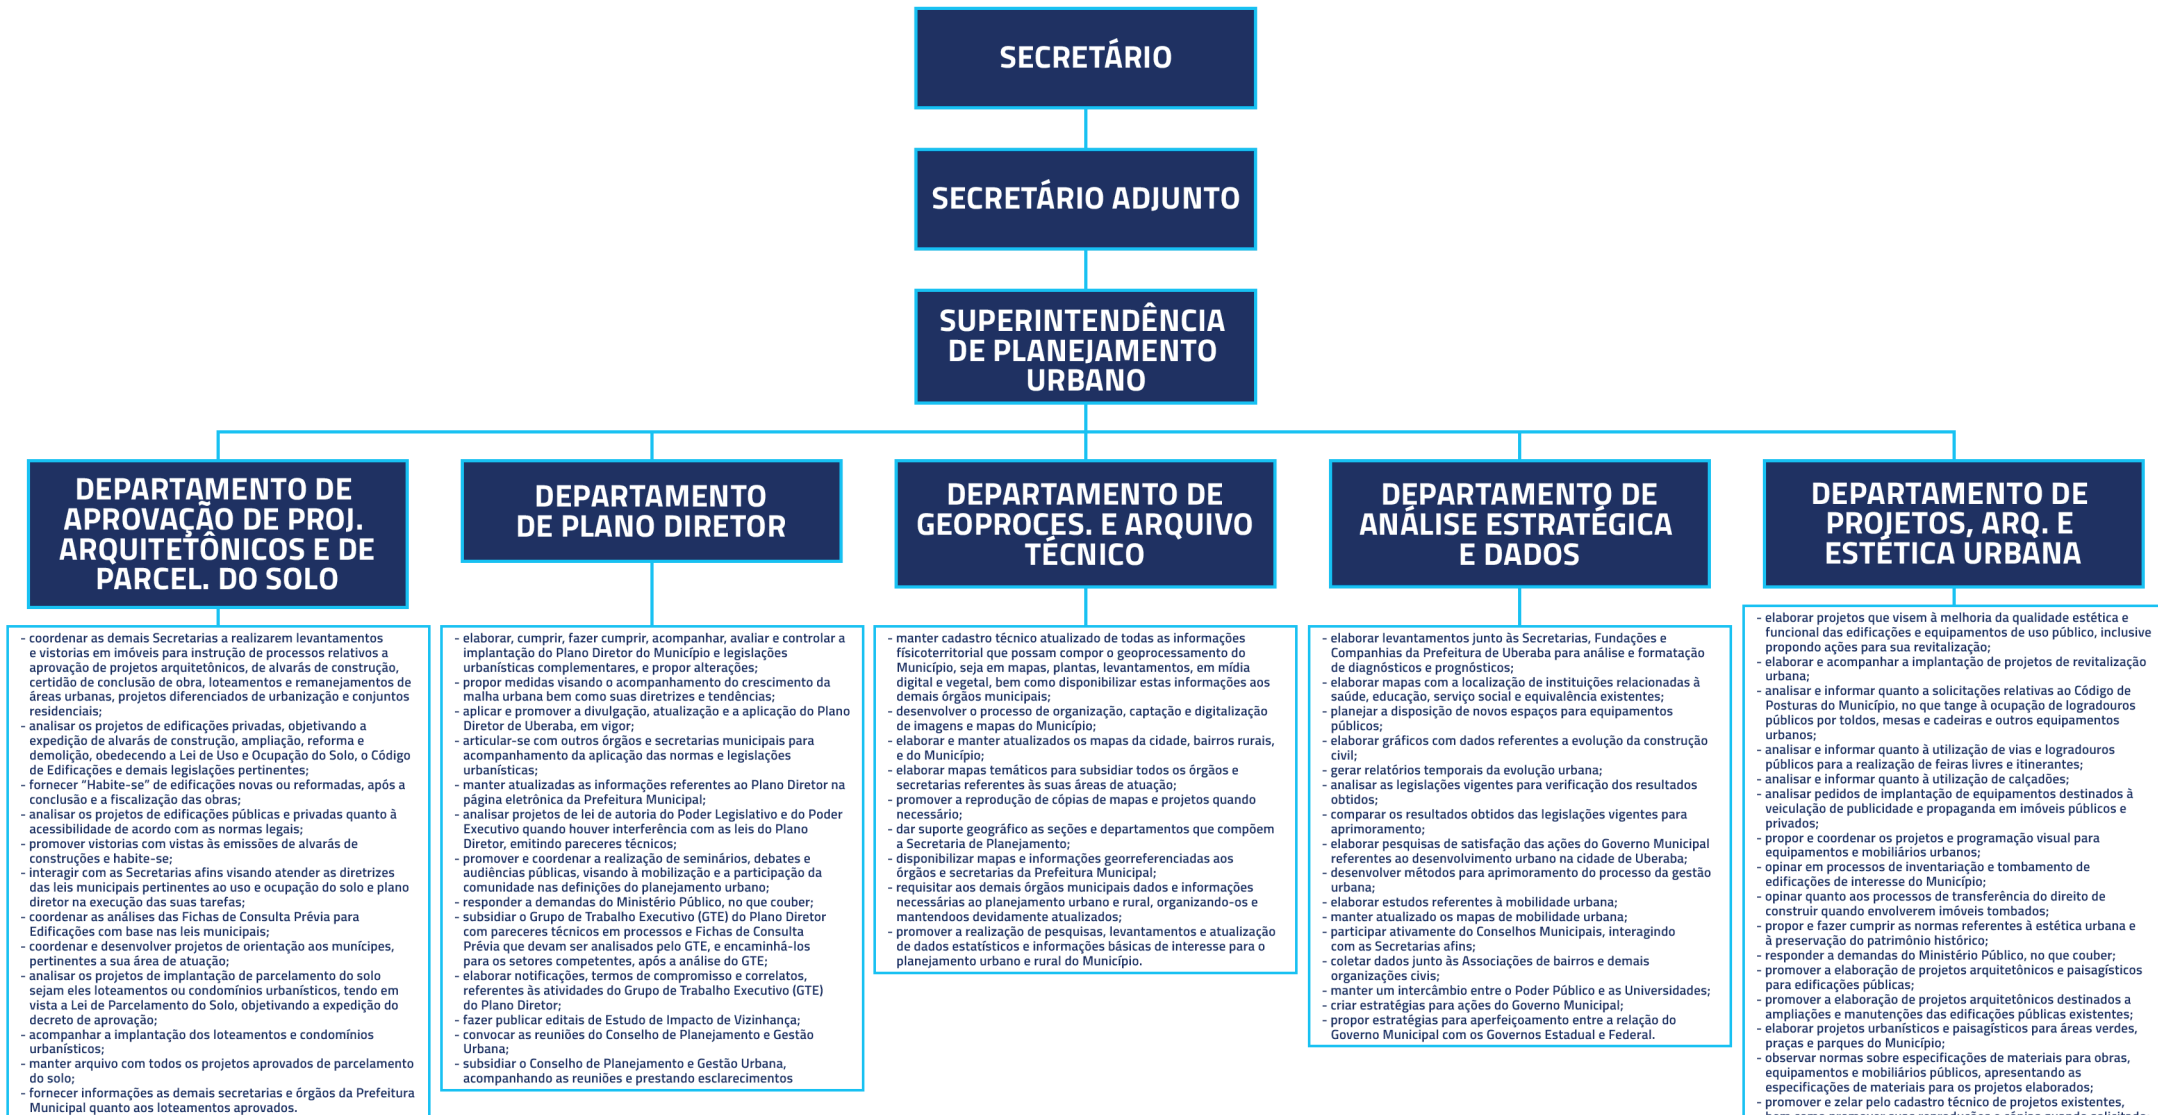 SECRETÁRIO
SECRETÁRIO ADJUNTO
SUPERINTENDÊNCIA
DE PLANEJAMENTO
URBANO
DEPARTAMENTO DE
APROVAÇÃO DE PROJ.
ARQUITETÔNICOS E DE
PARCEL. DO SOLO
- coordenar as demais Secretarias a realizarem levantamentos
e vistorias em imóveis para instrução de processos relativos a
aprovação de projetos arquitetônicos, de alvarás de construção,
certidão de conclusão de obra, loteamentos e remanejamentos de
áreas urbanas, projetos diferenciados de urbanização e conjuntos
residenciais;
- analisar os projetos de edificações privadas, objetivando a
expedição de alvarás de construção, ampliação, reforma e
demolição, obedecendo a Lei de Uso e Ocupação do Solo, o Código
de Edificações e demais legislações pertinentes;
- fornecer “Habite-se” de edificações novas ou reformadas, após a
conclusão e a fiscalização das obras;
- analisar os projetos de edificações públicas e privadas quanto à
acessibilidade de acordo com as normas legais;
- promover vistorias com vistas às emissões de alvarás de
construções e habite-se;
- interagir com as Secretarias afins visando atender as diretrizes
das leis municipais pertinentes ao uso e ocupação do solo e plano
diretor na execução das suas tarefas;
- coordenar as análises das Fichas de Consulta Prévia para
Edificações com base nas leis municipais;
- coordenar e desenvolver projetos de orientação aos munícipes,
pertinentes a sua área de atuação;
- analisar os projetos de implantação de parcelamento do solo
sejam eles loteamentos ou condomínios urbanísticos, tendo em
vista a Lei de Parcelamento do Solo, objetivando a expedição do
decreto de aprovação;
- acompanhar a implantação dos loteamentos e condomínios
urbanísticos;
- manter arquivo com todos os projetos aprovados de parcelamento
do solo;
- fornecer informações as demais secretarias e órgãos da Prefeitura
Municipal quanto aos loteamentos aprovados.
DEPARTAMENTO
DE PLANO DIRETOR
- elaborar, cumprir, fazer cumprir, acompanhar, avaliar e controlar a
implantação do Plano Diretor do Município e legislações
urbanísticas complementares, e propor alterações;
- propor medidas visando o acompanhamento do crescimento da
malha urbana bem como suas diretrizes e tendências;
- aplicar e promover a divulgação, atualização e a aplicação do Plano
Diretor de Uberaba, em vigor;
- articular-se com outros órgãos e secretarias municipais para
acompanhamento da aplicação das normas e legislações
urbanísticas;
- manter atualizadas as informações referentes ao Plano Diretor na
página eletrônica da Prefeitura Municipal;
- analisar projetos de lei de autoria do Poder Legislativo e do Poder
Executivo quando houver interferência com as leis do Plano
Diretor, emitindo pareceres técnicos;
- promover e coordenar a realização de seminários, debates e
audiências públicas, visando à mobilização e a participação da
comunidade nas definições do planejamento urbano;
- responder a demandas do Ministério Público, no que couber;
- subsidiar o Grupo de Trabalho Executivo (GTE) do Plano Diretor
com pareceres técnicos em processos e Fichas de Consulta
Prévia que devam ser analisados pelo GTE, e encaminhá-los
para os setores competentes, após a análise do GTE;
- elaborar notificações, termos de compromisso e correlatos,
referentes às atividades do Grupo de Trabalho Executivo (GTE)
do Plano Diretor;
- fazer publicar editais de Estudo de Impacto de Vizinhança;
- convocar as reuniões do Conselho de Planejamento e Gestão
Urbana;
- subsidiar o Conselho de Planejamento e Gestão Urbana,
acompanhando as reuniões e prestando esclarecimentos
DEPARTAMENTO DE
GEOPROCES. E ARQUIVO
TÉCNICO
- manter cadastro técnico atualizado de todas as informações
físicoterritorial que possam compor o geoprocessamento do
Município, seja em mapas, plantas, levantamentos, em mídia
digital e vegetal, bem como disponibilizar estas informações aos
demais órgãos municipais;
- desenvolver o processo de organização, captação e digitalização
de imagens e mapas do Município;
- elaborar e manter atualizados os mapas da cidade, bairros rurais,
e do Município;
- elaborar mapas temáticos para subsidiar todos os órgãos e
secretarias referentes às suas áreas de atuação;
- promover a reprodução de cópias de mapas e projetos quando
necessário;
- dar suporte geográfico as seções e departamentos que compõem
a Secretaria de Planejamento;
- disponibilizar mapas e informações georreferenciadas aos
órgãos e secretarias da Prefeitura Municipal;
- requisitar aos demais órgãos municipais dados e informações
necessárias ao planejamento urbano e rural, organizando-os e
mantendoos devidamente atualizados;
- promover a realização de pesquisas, levantamentos e atualização
de dados estatísticos e informações básicas de interesse para o
planejamento urbano e rural do Município.
DEPARTAMENTO DE
ANÁLISE ESTRATÉGICA
E DADOS
- elaborar levantamentos junto às Secretarias, Fundações e
Companhias da Prefeitura de Uberaba para análise e formatação
de diagnósticos e prognósticos;
- elaborar mapas com a localização de instituições relacionadas à
saúde, educação, serviço social e equivalência existentes;
- planejar a disposição de novos espaços para equipamentos
públicos;
- elaborar gráficos com dados referentes a evolução da construção
civil;
- gerar relatórios temporais da evolução urbana;
- analisar as legislações vigentes para verificação dos resultados
obtidos;
- comparar os resultados obtidos das legislações vigentes para
aprimoramento;
- elaborar pesquisas de satisfação das ações do Governo Municipal
referentes ao desenvolvimento urbano na cidade de Uberaba;
- desenvolver métodos para aprimoramento do processo da gestão
urbana;
- elaborar estudos referentes à mobilidade urbana;
- manter atualizado os mapas de mobilidade urbana;
- participar ativamente do Conselhos Municipais, interagindo
com as Secretarias afins;
- coletar dados junto às Associações de bairros e demais
organizações civis;
- manter um intercâmbio entre o Poder Público e as Universidades;
- criar estratégias para ações do Governo Municipal;
- propor estratégias para aperfeiçoamento entre a relação do
Governo Municipal com os Governos Estadual e Federal.
DEPARTAMENTO DE
PROJETOS, ARQ. E
ESTÉTICA URBANA
- elaborar projetos que visem à melhoria da qualidade estética e
funcional das edificações e equipamentos de uso público, inclusive
propondo ações para sua revitalização;
- elaborar e acompanhar a implantação de projetos de revitalização
urbana;
- analisar e informar quanto a solicitações relativas ao Código de
Posturas do Município, no que tange à ocupação de logradouros
públicos por toldos, mesas e cadeiras e outros equipamentos
urbanos;
- analisar e informar quanto à utilização de vias e logradouros
públicos para a realização de feiras livres e itinerantes;
- analisar e informar quanto à utilização de calçadões;
- analisar pedidos de implantação de equipamentos destinados à
veiculação de publicidade e propaganda em imóveis públicos e
privados;
- propor e coordenar os projetos e programação visual para
equipamentos e mobiliários urbanos;
- opinar em processos de inventariação e tombamento de
edificações de interesse do Município;
- opinar quanto aos processos de transferência do direito de
construir quando envolverem imóveis tombados;
- propor e fazer cumprir as normas referentes à estética urbana e
à preservação do patrimônio histórico;
- responder a demandas do Ministério Público, no que couber;
- promover a elaboração de projetos arquitetônicos e paisagísticos
para edificações públicas;
- promover a elaboração de projetos arquitetônicos destinados a
ampliações e manutenções das edificações públicas existentes;
- elaborar projetos urbanísticos e paisagísticos para áreas verdes,
praças e parques do Município;
- observar normas sobre especificações de materiais para obras,
equipamentos e mobiliários públicos, apresentando as
especificações de materiais para os projetos elaborados;
- promover e zelar pelo cadastro técnico de projetos existentes,